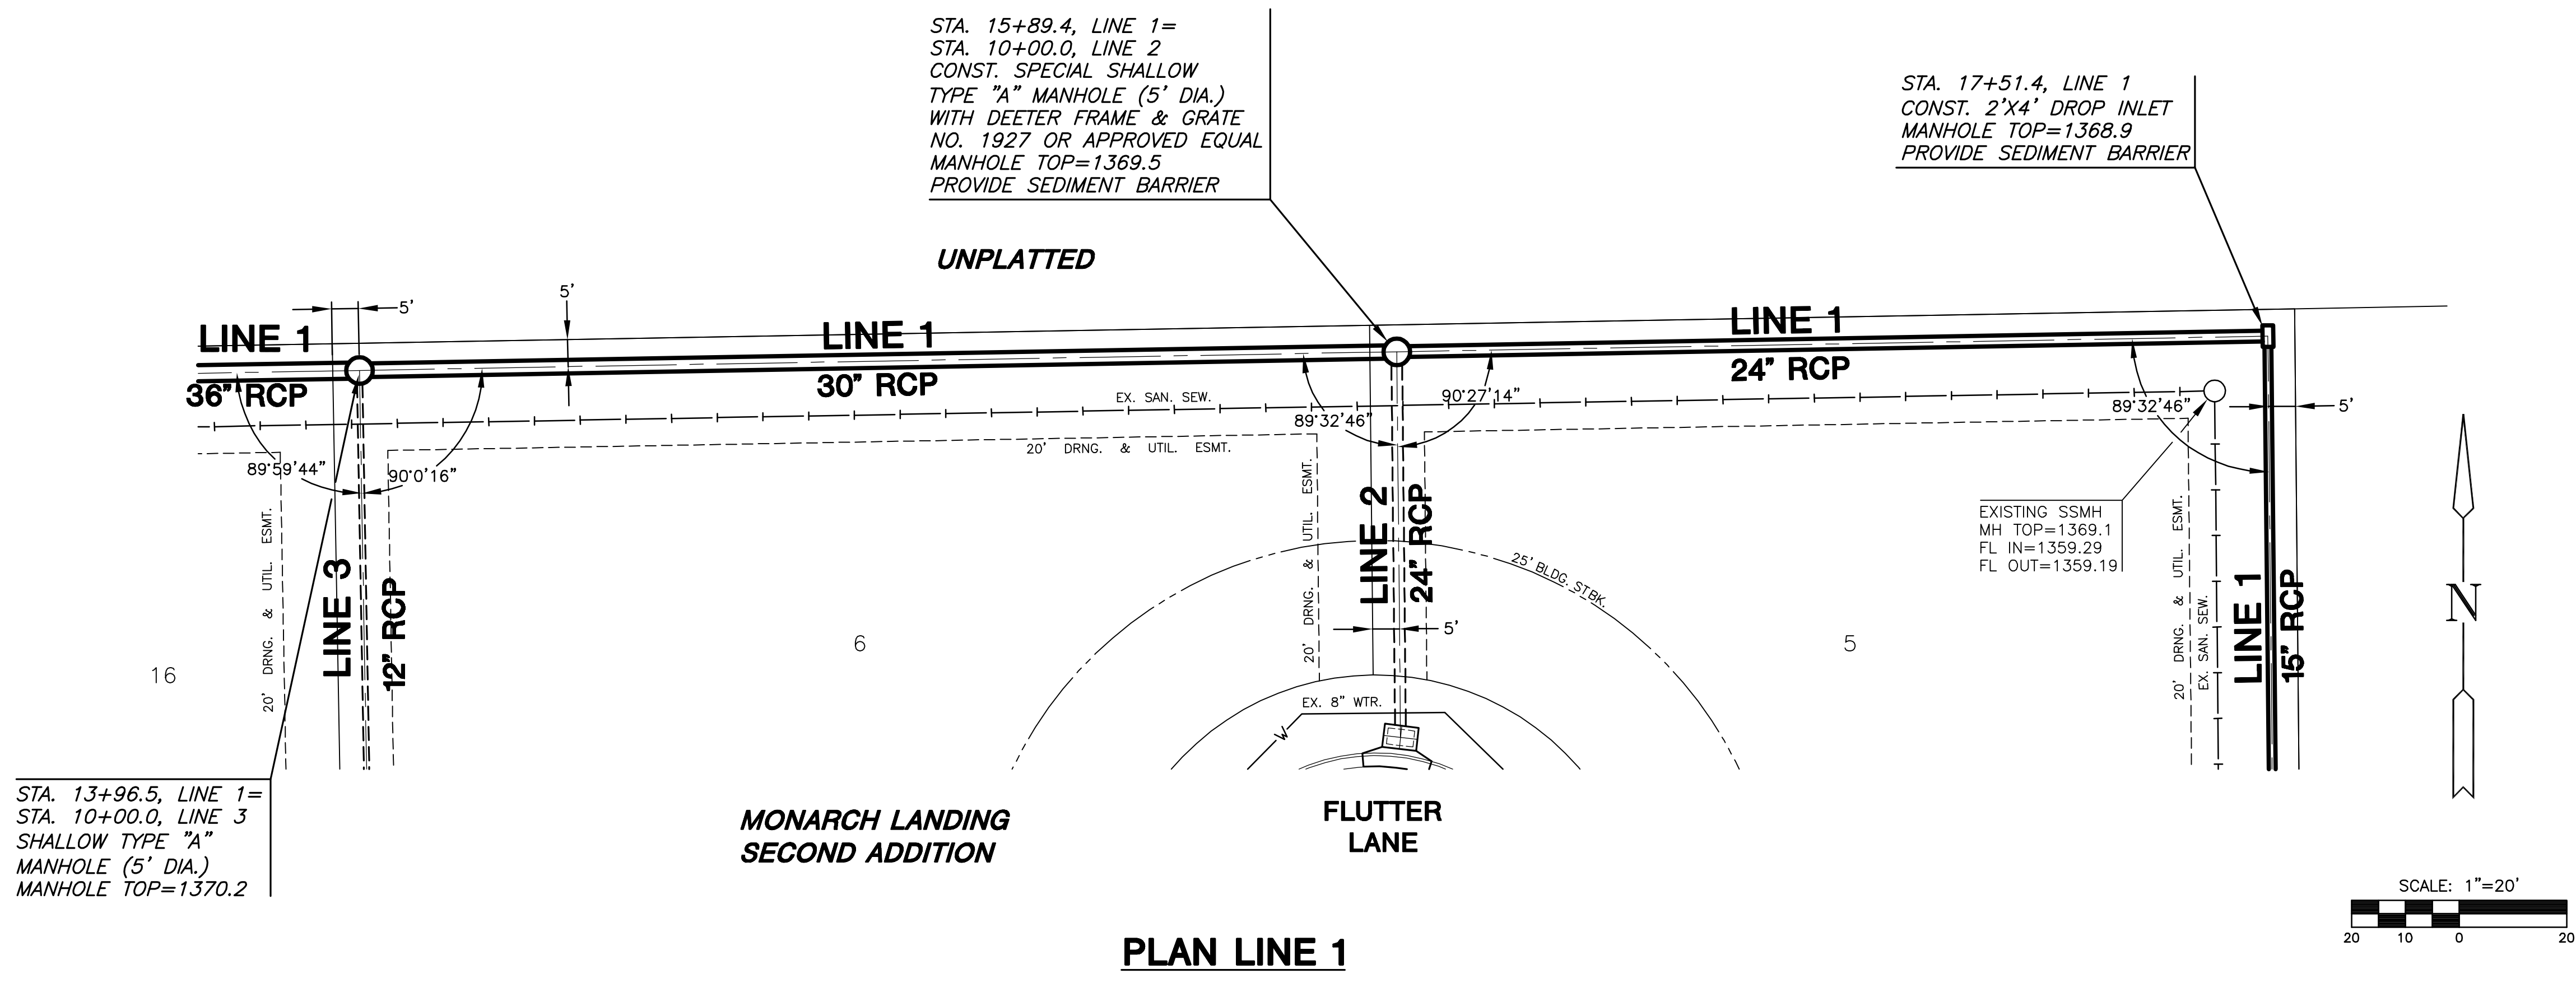 STA. 15+89.4, LINE 1=
STA. 10+00.0, LINE 2
CONST. SPECIAL SHALLOW
TYPE "A" MANHOLE (5' DIA.)
WITH DEETER FRAME & GRATE
NO. 1927 OR APPROVED EQUAL
MANHOLE TOP=1369.5
PROVIDE SEDIMENT BARRIER
STA. 17+51.4, LINE 1
CONST. 2'X4' DROP INLET
MANHOLE TOP=1368.9
PROVIDE SEDIMENT BARRIER
UNPLATTED
5'
5'
LINE 1
LINE 1
LINE 1
36" RCP
30" RCP
24" RCP
EX. SAN. SEW.
89°32'46"
90°27'14"
89°32'46"
5'
20' DRNG. & UTIL. ESMT.
89°59'44"
90°0'16"
20' DRNG. & UTIL. ESMT.
LINE 3
12" RCP
20' DRNG. & UTIL. ESMT.
LINE 2
24" RCP
25' BLDG. STBK.
5'
EXISTING SSMH
MH TOP=1369.1
FL IN=1359.29
FL OUT=1359.19
20' DRNG. & UTIL. ESMT.
EX. SAN. SEW.
LINE 1
15" RCP
N
16
6
5
EX. 8" WTR.
W
STA. 13+96.5, LINE 1=
STA. 10+00.0, LINE 3
SHALLOW TYPE "A"
MANHOLE (5' DIA.)
MANHOLE TOP=1370.2
MONARCH LANDING
SECOND ADDITION
FLUTTER
LANE
SCALE: 1"=20'
20 10 0 20
PLAN LINE 1